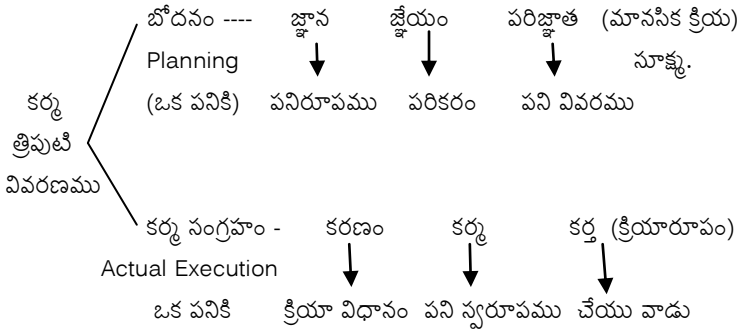 బోదనం ---- జ్ఞాన జ్ఞేయం పరిజ్ఞాత (మానసిక క్రియ)
Planning సూక్ష్మ.
(ఒక పనికి) పనిరూపము పరికరం పని వివరము
కర్మ
త్రిపుటి
వివరణము
కర్మ సంగ్రహం - కరణం కర్మ కర్త (క్రియారూపం)
Actual Execution
ఒక పనికి క్రియా విధానం పని స్వరూపము చేయు వాడు